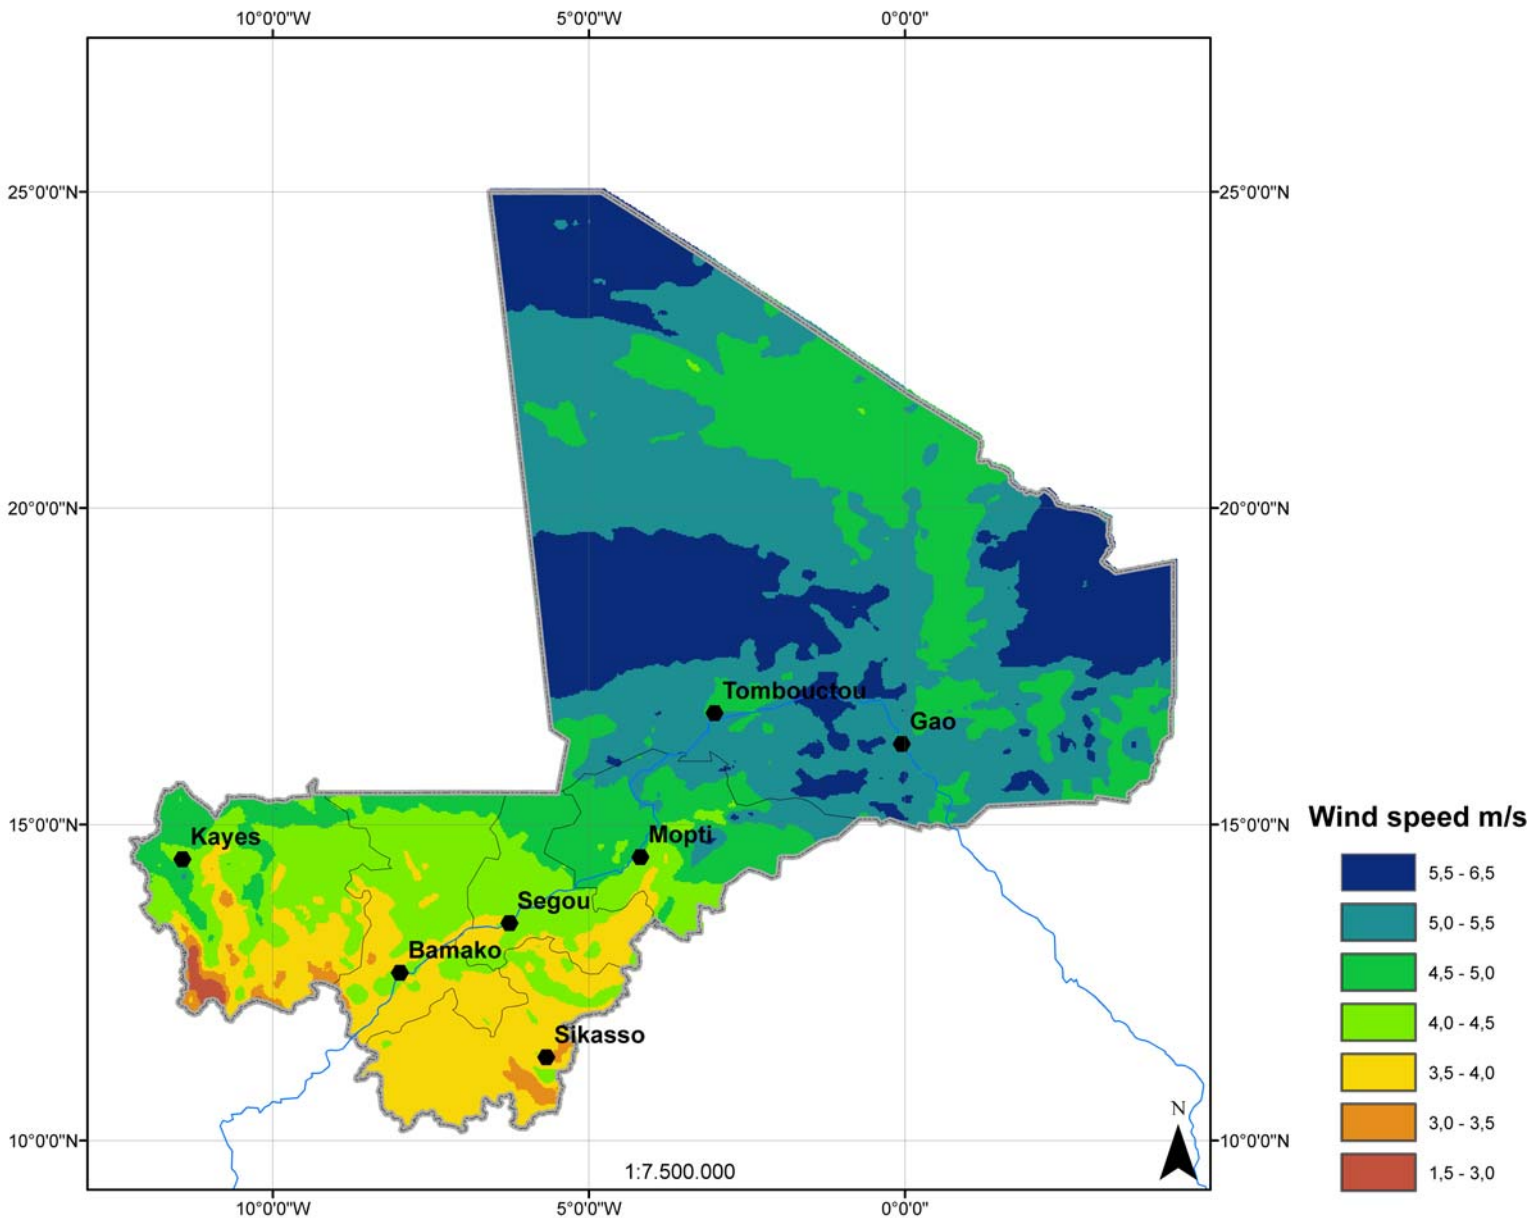 10°0'0"W 5°0'0"W 0°0'0"
25°0'0"N 25°0'0"N
20°0'0"N 20°0'0"N
Tombouctou
Gao
15°0'0"N 15°0'0"N
Kayes
Mopti
Segou
Bamako
Sikasso
10°0'0"N 10°0'0"N
1:7.500.000
N
10°0'0"W 5°0'0"W 0°0'0"
Wind speed m/s
5,5 - 6,5
5,0 - 5,5
4,5 - 5,0
4,0 - 4,5
3,5 - 4,0
3,0 - 3,5
1,5 - 3,0